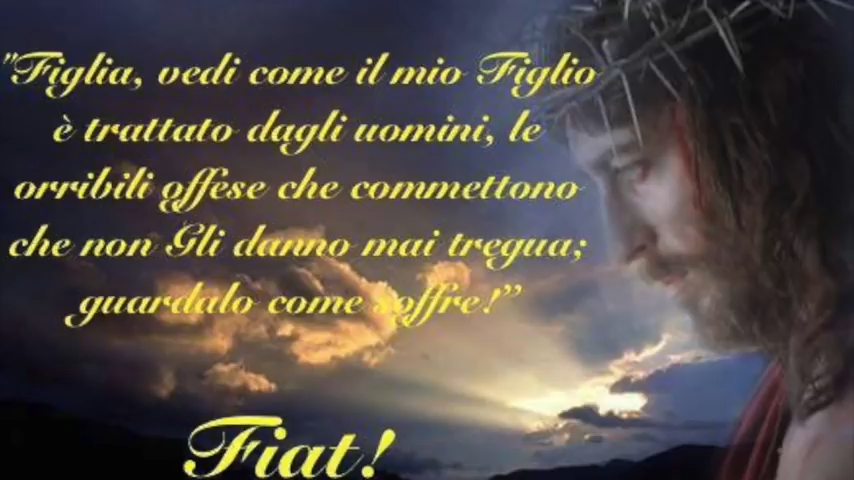 "Figlia, vedi come il mio Figlio
è trattato dagli uomini, le
orribili offese che commettono
che non Gli danno mai tregua;
guardalo come soffre!”
Fiat!